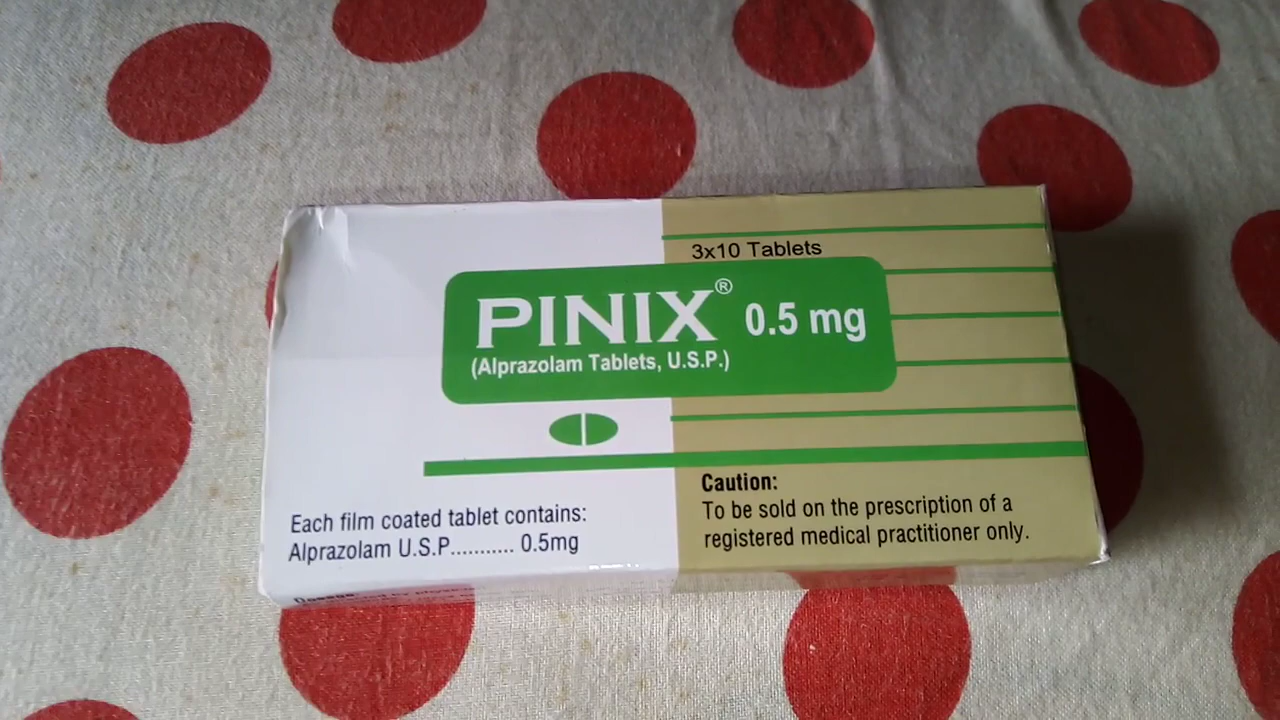 3x10 Tablets
PINIX® 0.5 mg
(Alprazolam Tablets, U.S.P.)
Caution:
To be sold on the prescription of a
registered medical practitioner only.
Each film coated tablet contains:
Alprazolam U.S.P........... 0.5mg